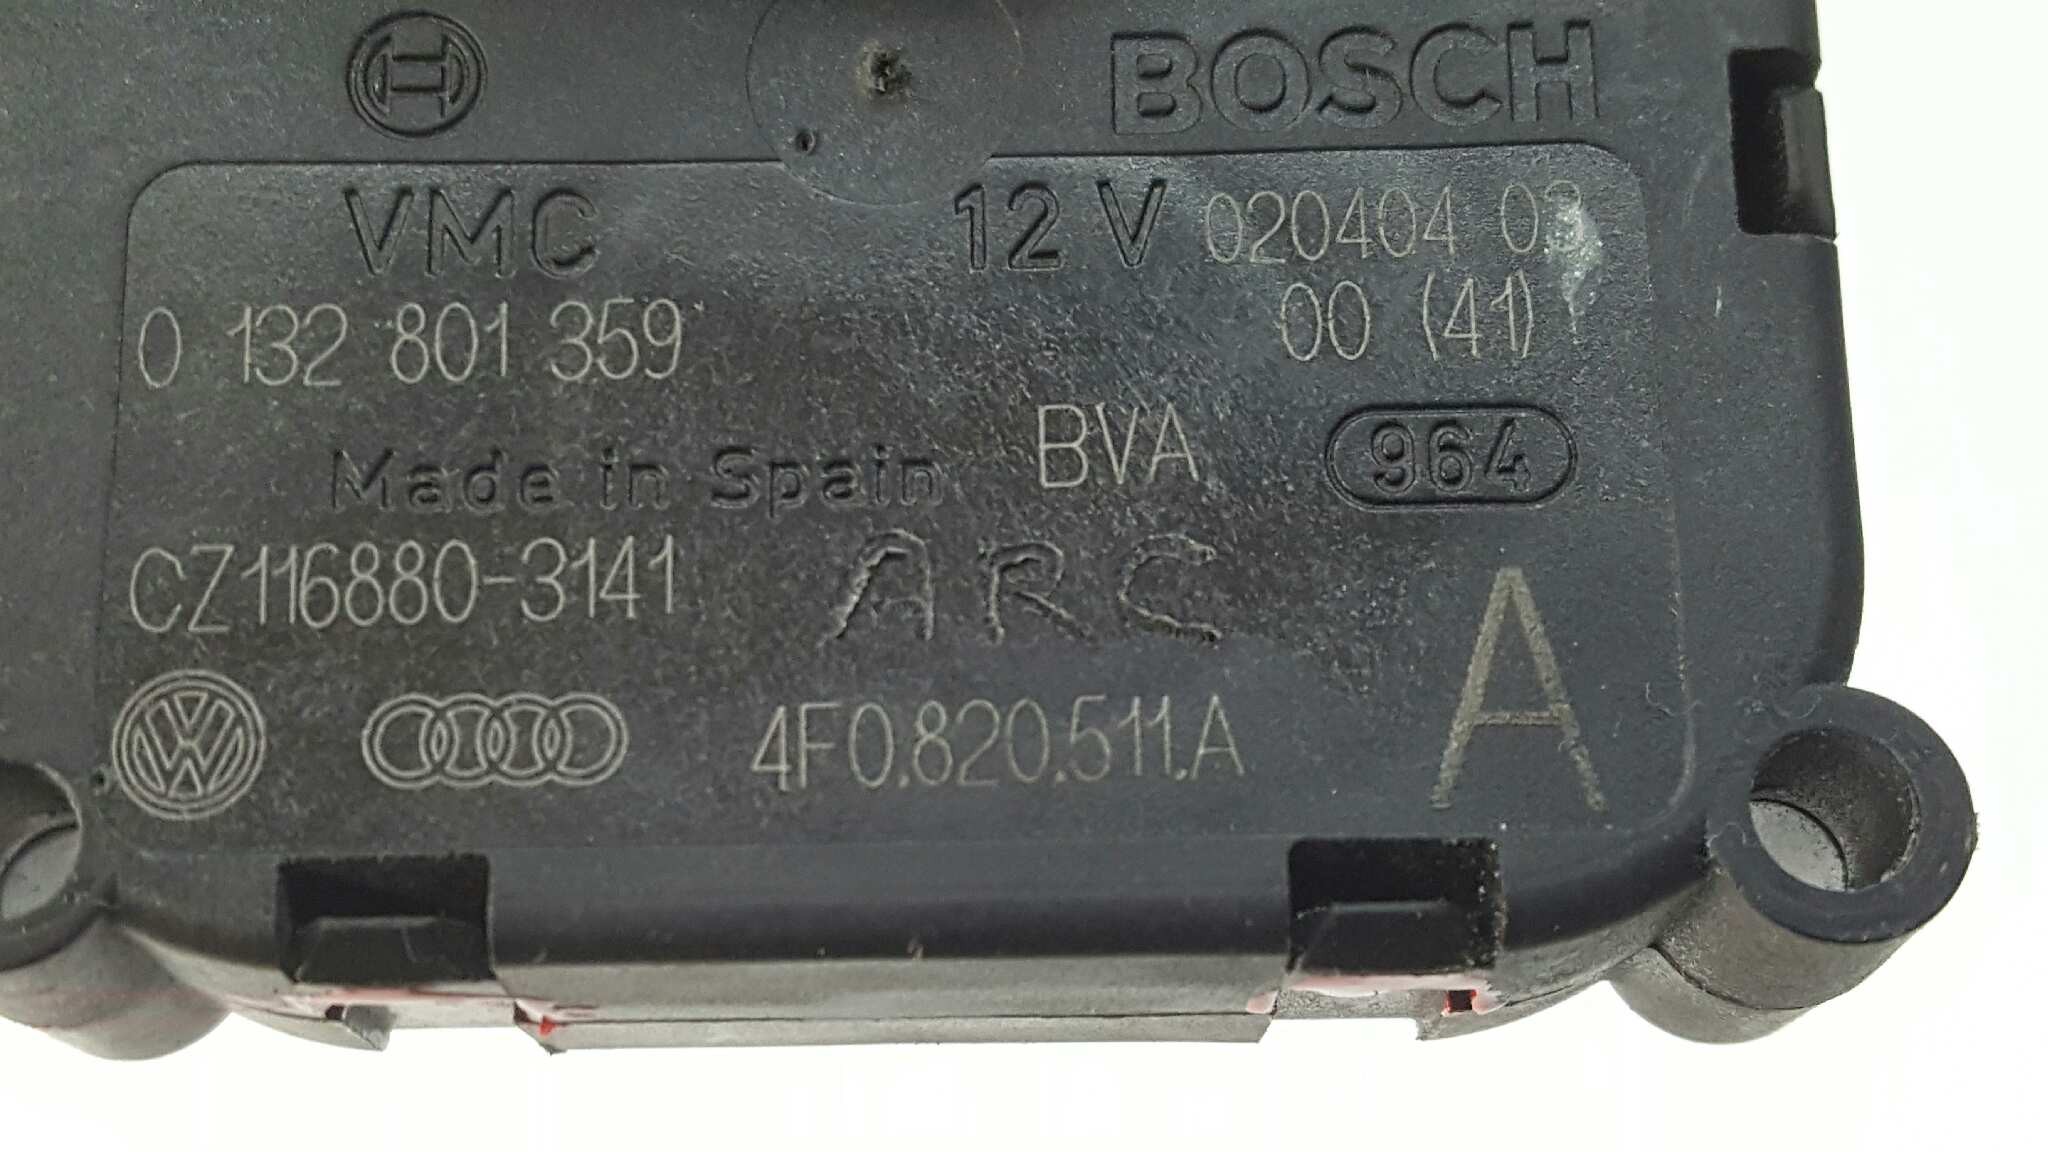 BOSCH
VMC 12 V 020404 03
0 132 801 359 00 (41)
Made in Spain BVA 964
CZ116880-3141 ARC
4F0.820.511.A A